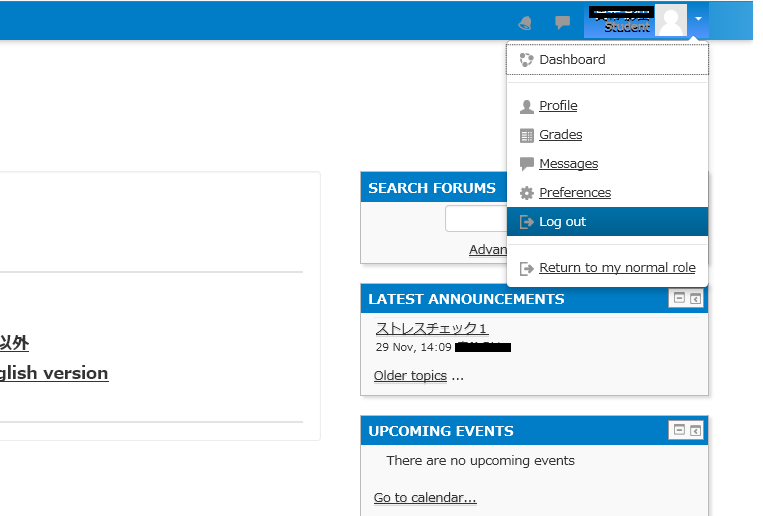 Student
Dashboard
Profile
Grades
Messages
Preferences
Log out
Return to my normal role
以外
glish version
SEARCH FORUMS
Advan
LATEST ANNOUNCEMENTS
ストレスチェック１
29 Nov, 14:09
Older topics ...
UPCOMING EVENTS
There are no upcoming events
Go to calendar...